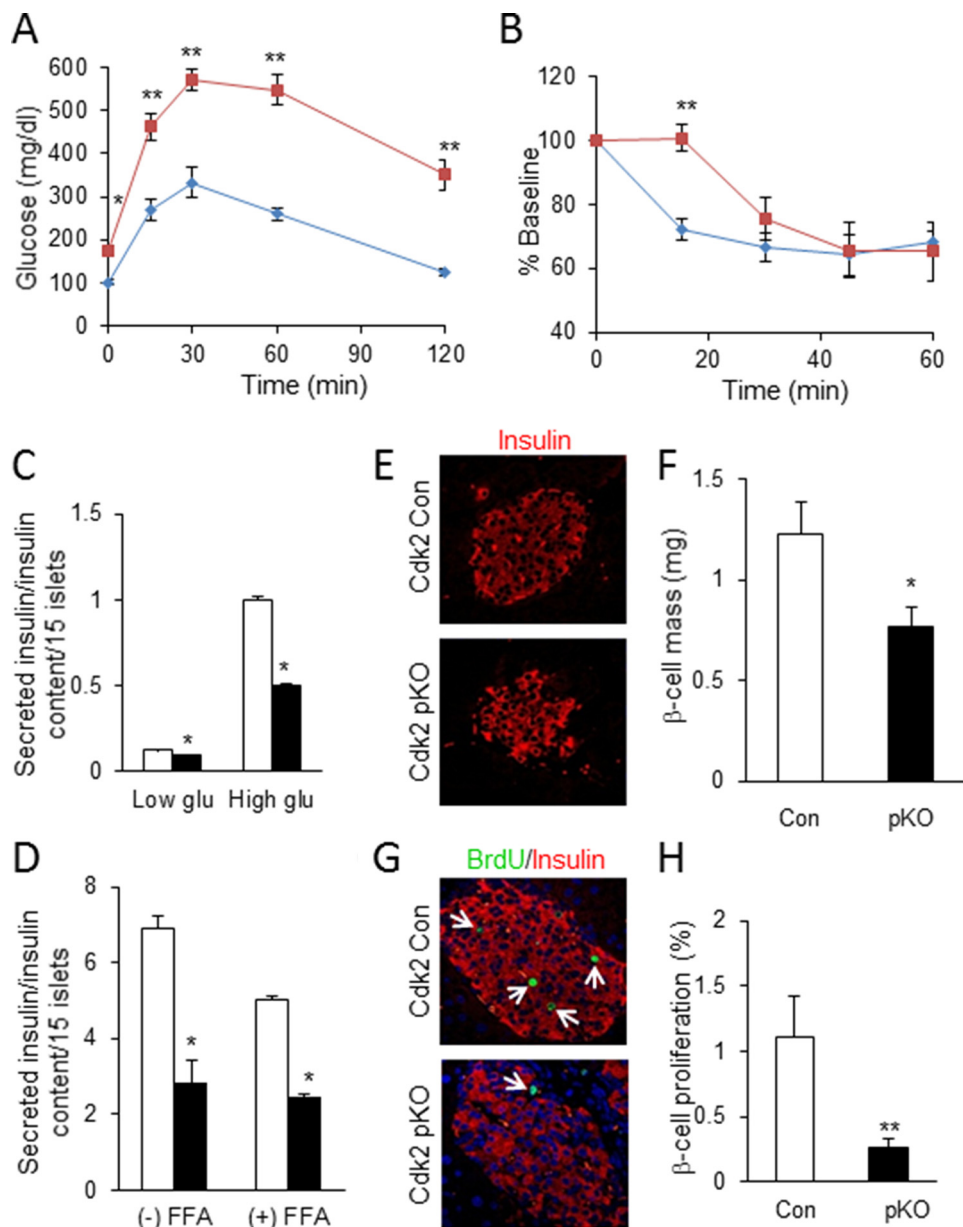 A
**
**
**
**
*
Glucose (mg/dl)
600
500
400
300
200
100
0
0 30 60 90 120
Time (min)
B
**
% Baseline
120
100
80
60
40
0 20 40 60
Time (min)
C
Secreted insulin/insulin
content/15 islets
1.5
1
0.5
0
*
*
Low glu High glu
E
Insulin
Cdk2 Con
Cdk2 pKO
F
β-cell mass (mg)
1.5
1
0.5
0
*
Con pKO
D
Secreted insulin/insulin
content/15 islets
8
6
4
2
0
*
*
(-) FFA (+) FFA
G
BrdU/Insulin
Cdk2 Con
Cdk2 pKO
H
β-cell proliferation (%)
2
1.5
1
0.5
0
**
Con pKO